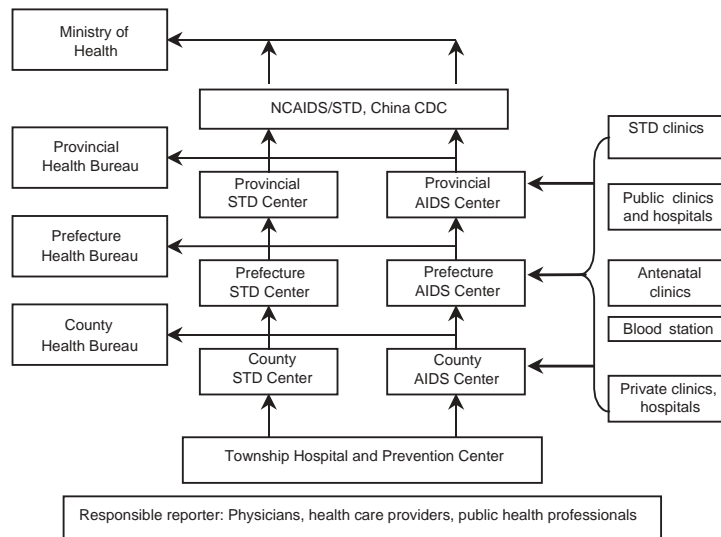 Ministry of
Health
NCAIDS/STD, China CDC
STD clinics
Provincial
Health Bureau
Provincial
STD Center
Provincial
AIDS Center
Public clinics
and hospitals
Prefecture
Health Bureau
Prefecture
STD Center
Prefecture
AIDS Center
Antenatal
clinics
Blood station
County
Health Bureau
County
STD Center
County
AIDS Center
Private clinics,
hospitals
Township Hospital and Prevention Center
Responsible reporter: Physicians, health care providers, public health professionals